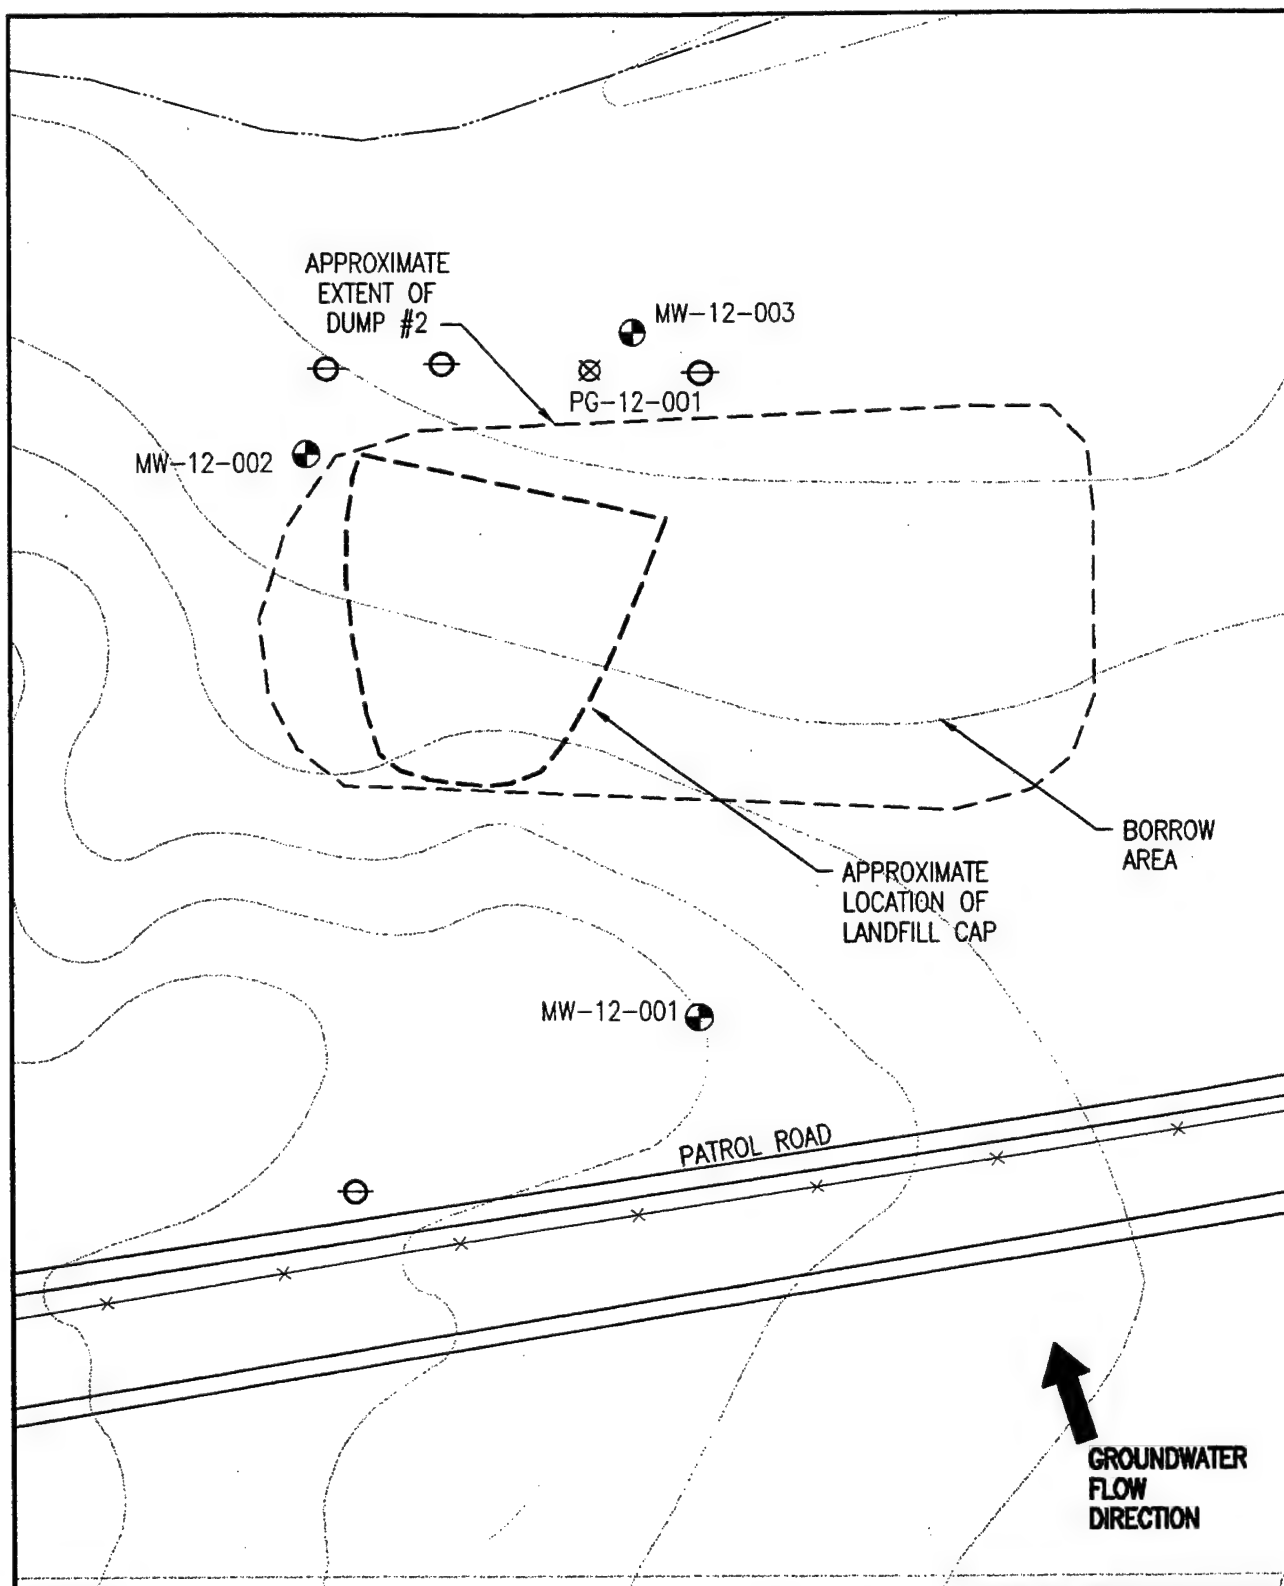 APPROXIMATE
EXTENT OF
DUMP #2
MW-12-003
PG-12-001
MW-12-002
BORROW
AREA
APPROXIMATE
LOCATION OF
LANDFILL CAP
MW-12-001
PATROL ROAD
GROUNDWATER
FLOW
DIRECTION